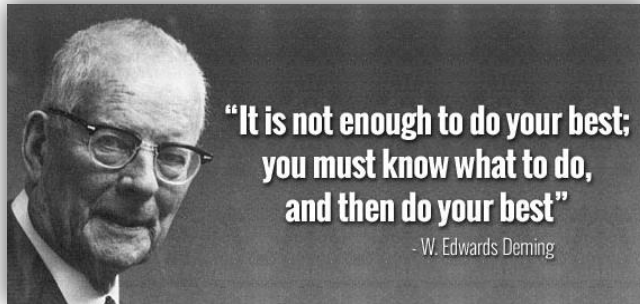 “It is not enough to do your best;
you must know what to do,
and then do your best”
- W. Edwards Deming